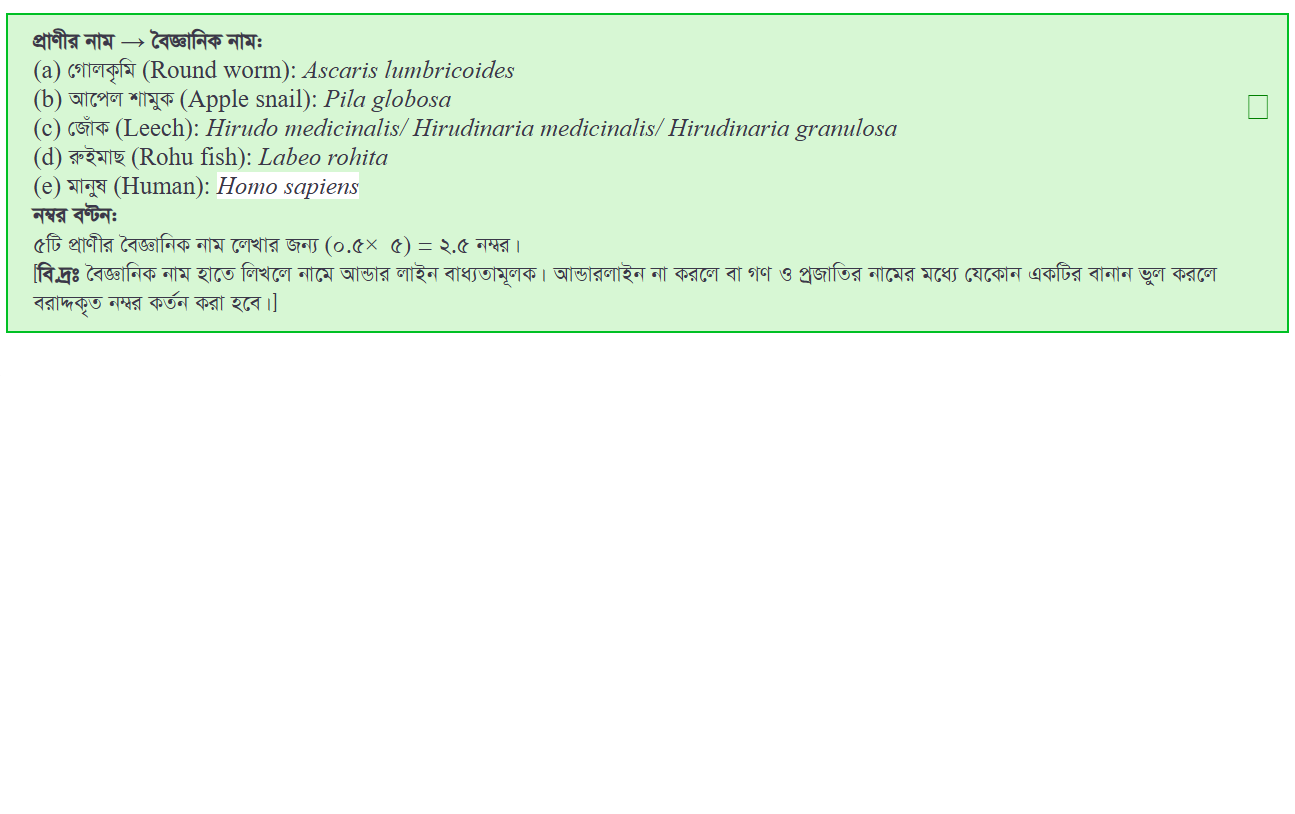 প্রাণীর নাম → বৈজ্ঞানিক নাম:
(a) গোলকৃমি (Round worm): Ascaris lumbricoides
(b) আপেল শামুক (Apple snail): Pila globosa
(c) জোঁক (Leech): Hirudo medicinalis/ Hirudinaria medicinalis/ Hirudinaria granulosa
(d) রুইমাছ (Rohu fish): Labeo rohita
(e) মানুষ (Human): Homo sapiens
নম্বর বণ্টন:
৫টি প্রাণীর বৈজ্ঞানিক নাম লেখার জন্য (০.৫× ৫) = ২.৫ নম্বর।
[বি.দ্রঃ বৈজ্ঞানিক নাম হাতে লিখলে নামে আন্ডার লাইন বাধ্যতামূলক। আন্ডারলাইন না করলে বা গণ ও প্রজাতির নামের মধ্যে যেকোন একটির বানান ভুল করলে
বরাদ্দকৃত নম্বর কর্তন করা হবে।]